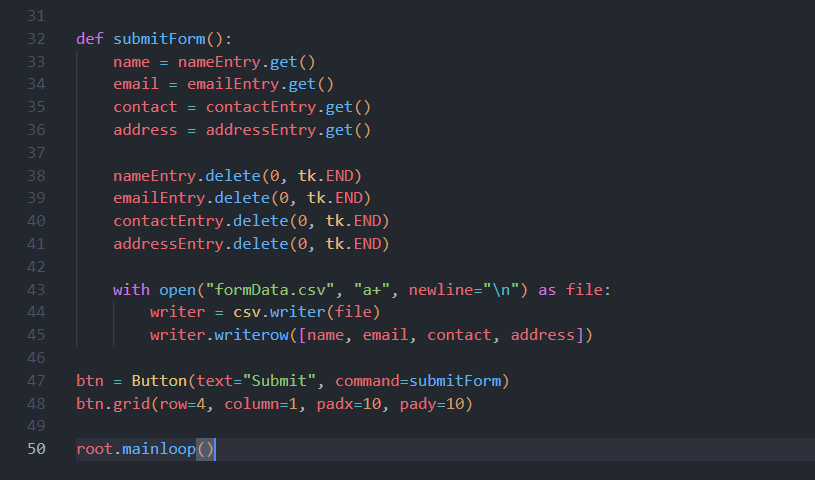 31
32 def submitForm():
33     name = nameEntry.get()
34     email = emailEntry.get()
35     contact = contactEntry.get()
36     address = addressEntry.get()
37
38     nameEntry.delete(0, tk.END)
39     emailEntry.delete(0, tk.END)
40     contactEntry.delete(0, tk.END)
41     addressEntry.delete(0, tk.END)
42
43     with open("formData.csv", "a+", newline="\n") as file:
44         writer = csv.writer(file)
45         writer.writerow([name, email, contact, address])
46
47 btn = Button(text="Submit", command=submitForm)
48 btn.grid(row=4, column=1, padx=10, pady=10)
49
50 root.mainloop()